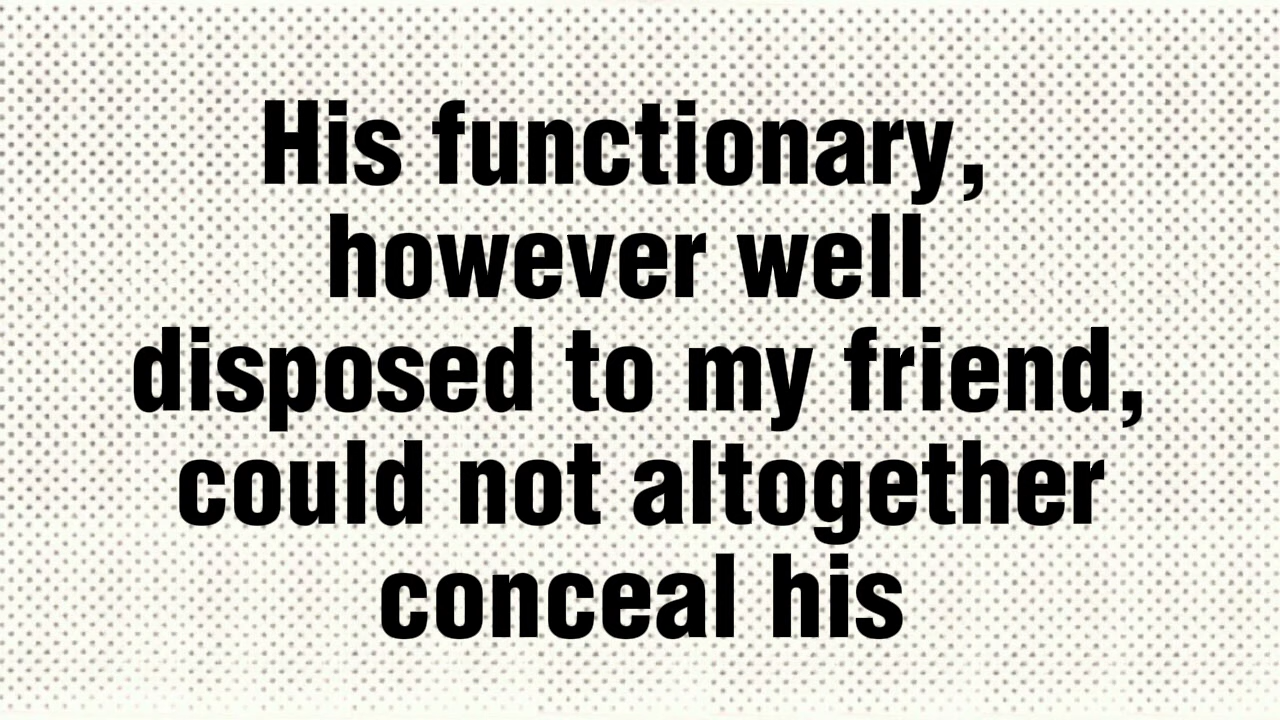 His functionary,
however well
disposed to my friend,
could not altogether
conceal his